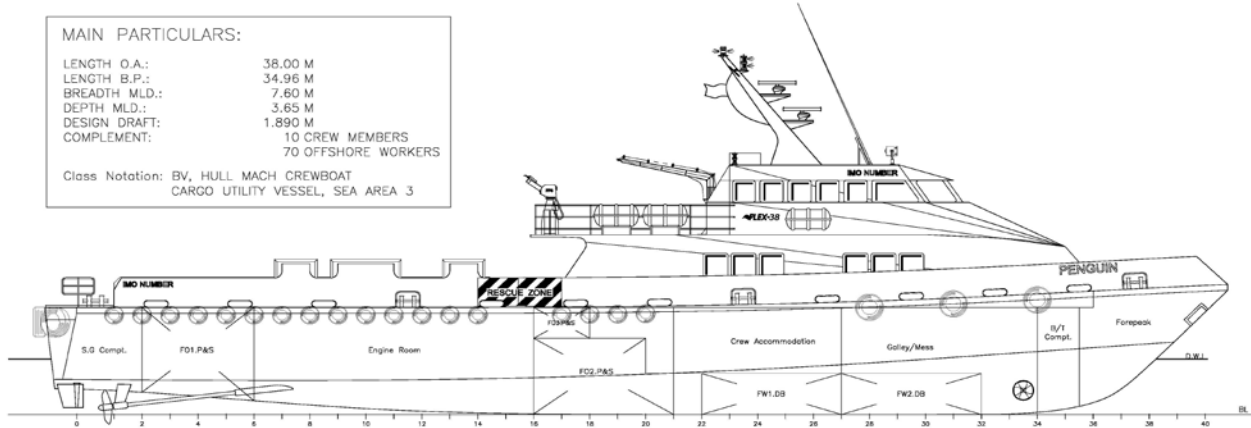 MAIN PARTICULARS:
LENGTH O.A.: 38.00 M
LENGTH B.P.: 34.96 M
BREADTH MLD.: 7.60 M
DEPTH MLD.: 3.65 M
DESIGN DRAFT: 1.890 M
COMPLEMENT: 10 CREW MEMBERS
70 OFFSHORE WORKERS
Class Notation: BV, HULL MACH CREWBOAT
CARGO UTILITY VESSEL, SEA AREA 3
IMO NUMBER
FLEX-38
PENGUIN
IMO NUMBER
RESCUE ZONE
FO3.P&S
S.G Compt.
FO1.P&S
Engine Room
FO2.P&S
Crew Accommodation
Galley/Mess
B/T
Compt.
Forepeak
D.W.L
FW1.DB
FW2.DB
BL
0 2 4 6 8 10 12 14 16 18 20 22 24 26 28 30 32 34 36 38 40